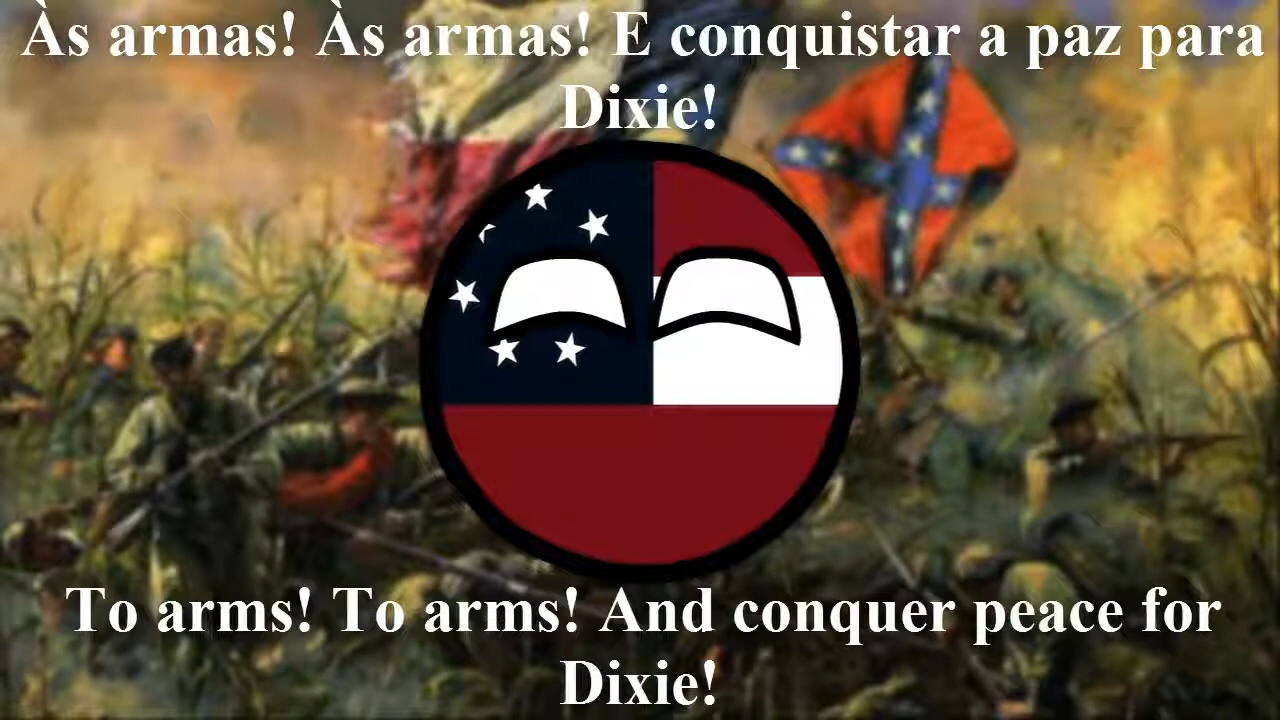 Às armas! Às armas! E conquistar a paz para
Dixie!
To arms! To arms! And conquer peace for
Dixie!